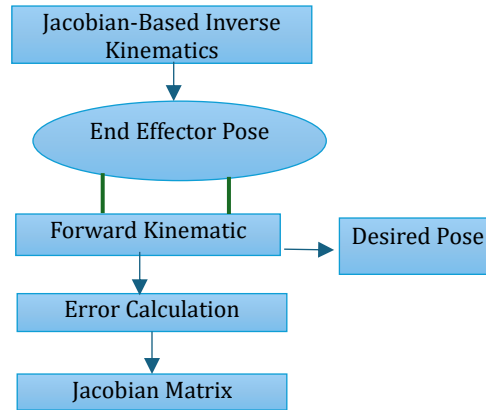 Jacobian-Based Inverse
Kinematics
End Effector Pose
Forward Kinematic
Desired Pose
Error Calculation
Jacobian Matrix